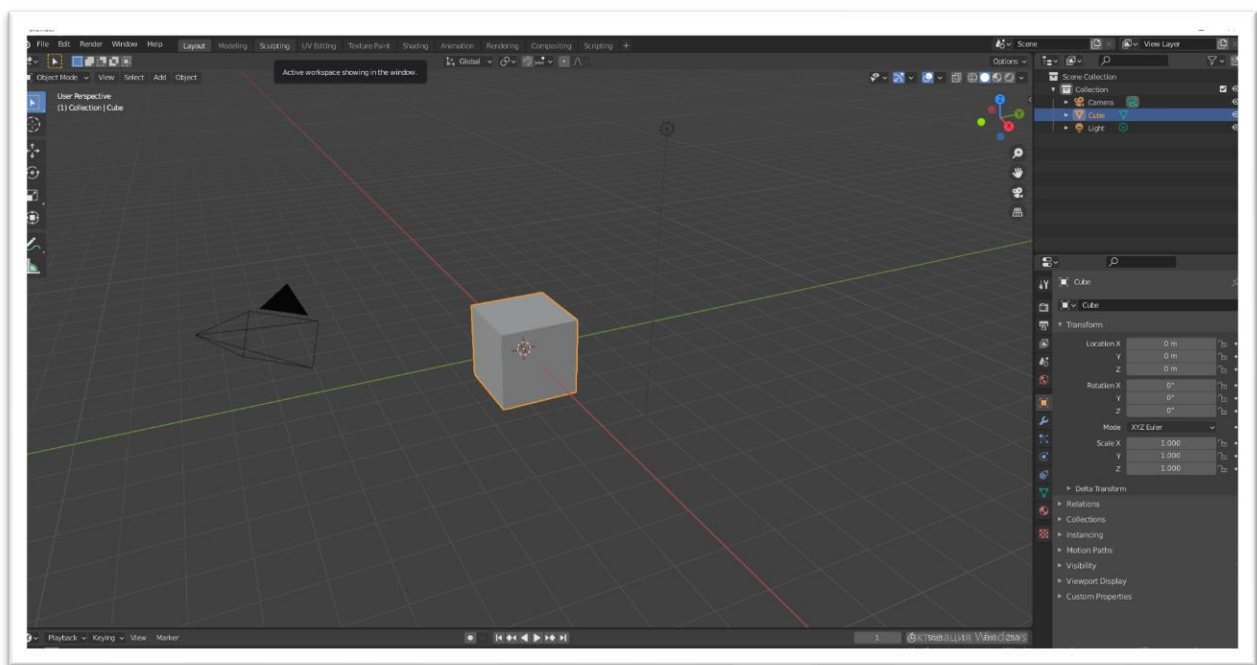 File Edit Render Window Help Layout Modeling Sculpting UV Editing Texture Paint Shading Animation Rendering Compositing Scripting + Scene View Layer
Global Options
Object Mode View Select Add Object
Active workspace showing in the window.
User Perspective
(1) Collection | Cube
Z
Y
X
Scene Collection
Collection
Camera
Cube
Light
Cube
Cube
Transform
Location X 0 m
Y 0 m
Z 0 m
Rotation X 0°
Y 0°
Z 0°
Mode XYZ Euler
Scale X 1.000
Y 1.000
Z 1.000
Delta Transform
Relations
Collections
Instancing
Motion Paths
Visibility
Viewport Display
Custom Properties
Playback Keying View Marker 1